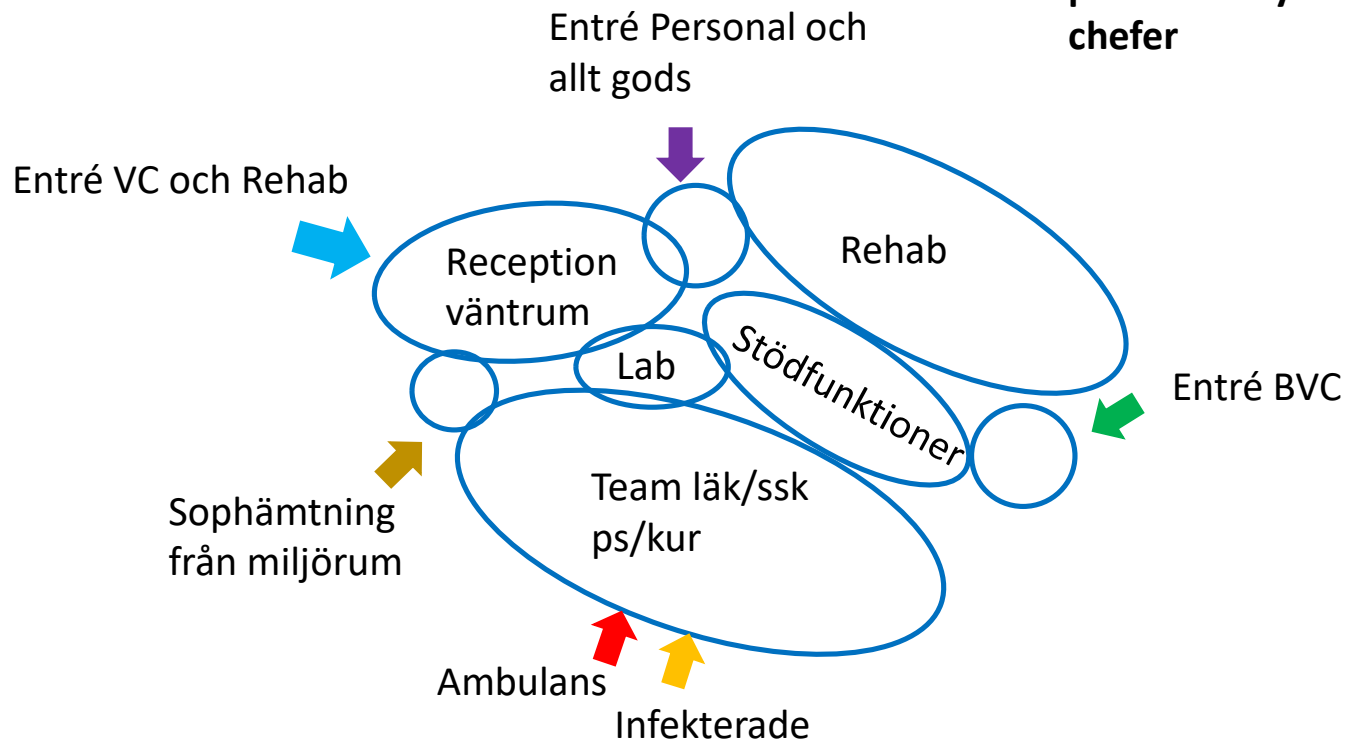 chefer
Entré Personal och
allt gods
Entré VC och Rehab
Reception
väntrum
Rehab
Lab
Stödfunktioner
Entré BVC
Team läk/ssk
ps/kur
Sophämtning
från miljörum
Ambulans
Infekterade